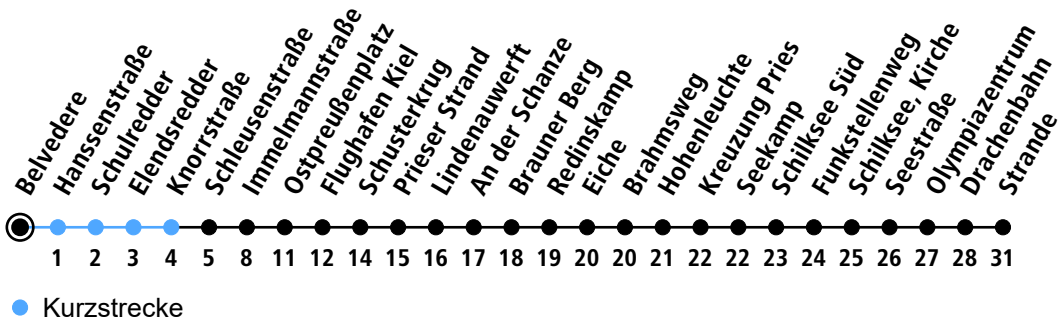 Belvedere
Hanssenstraße
Schulredder
Elendsredder
Knorrstraße
Schleusenstraße
Immelmannstraße
Ostpreußenplatz
Flughafen Kiel
Schusterkrug
Prieser Strand
Lindenauwerft
An der Schanze
Brauner Berg
Redinskamp
Eiche
Brahmsweg
Hohenleuchte
Kreuzung Pries
Seekamp
Schilksee Süd
Funkstellenweg
Schilksee, Kirche
Seestraße
Olympiazentrum
Drachenbahn
Strande
1 2 3 4 5 8 11 12 14 15 16 17 18 19 20 20 21 22 22 23 24 25 26 27 28 31
Kurzstrecke